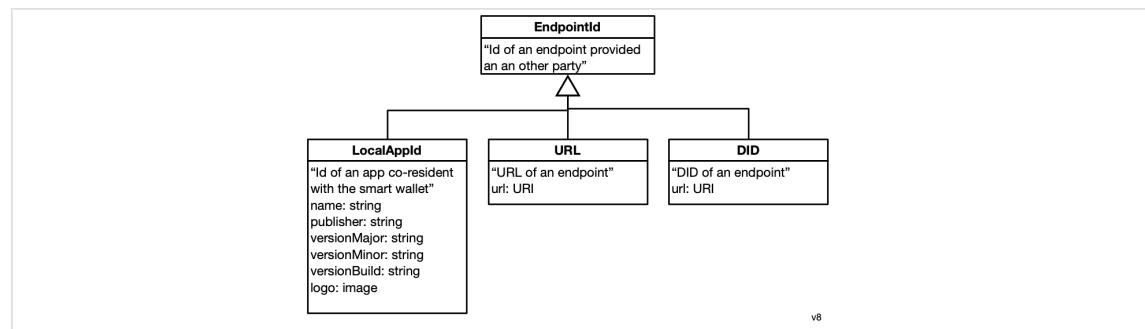 EndpointId
“Id of an endpoint provided
an an other party”
LocalAppId
“Id of an app co-resident
with the smart wallet”
name: string
publisher: string
versionMajor: string
versionMinor: string
versionBuild: string
logo: image
URL
“URL of an endpoint”
url: URI
DID
“DID of an endpoint”
url: URI
v8